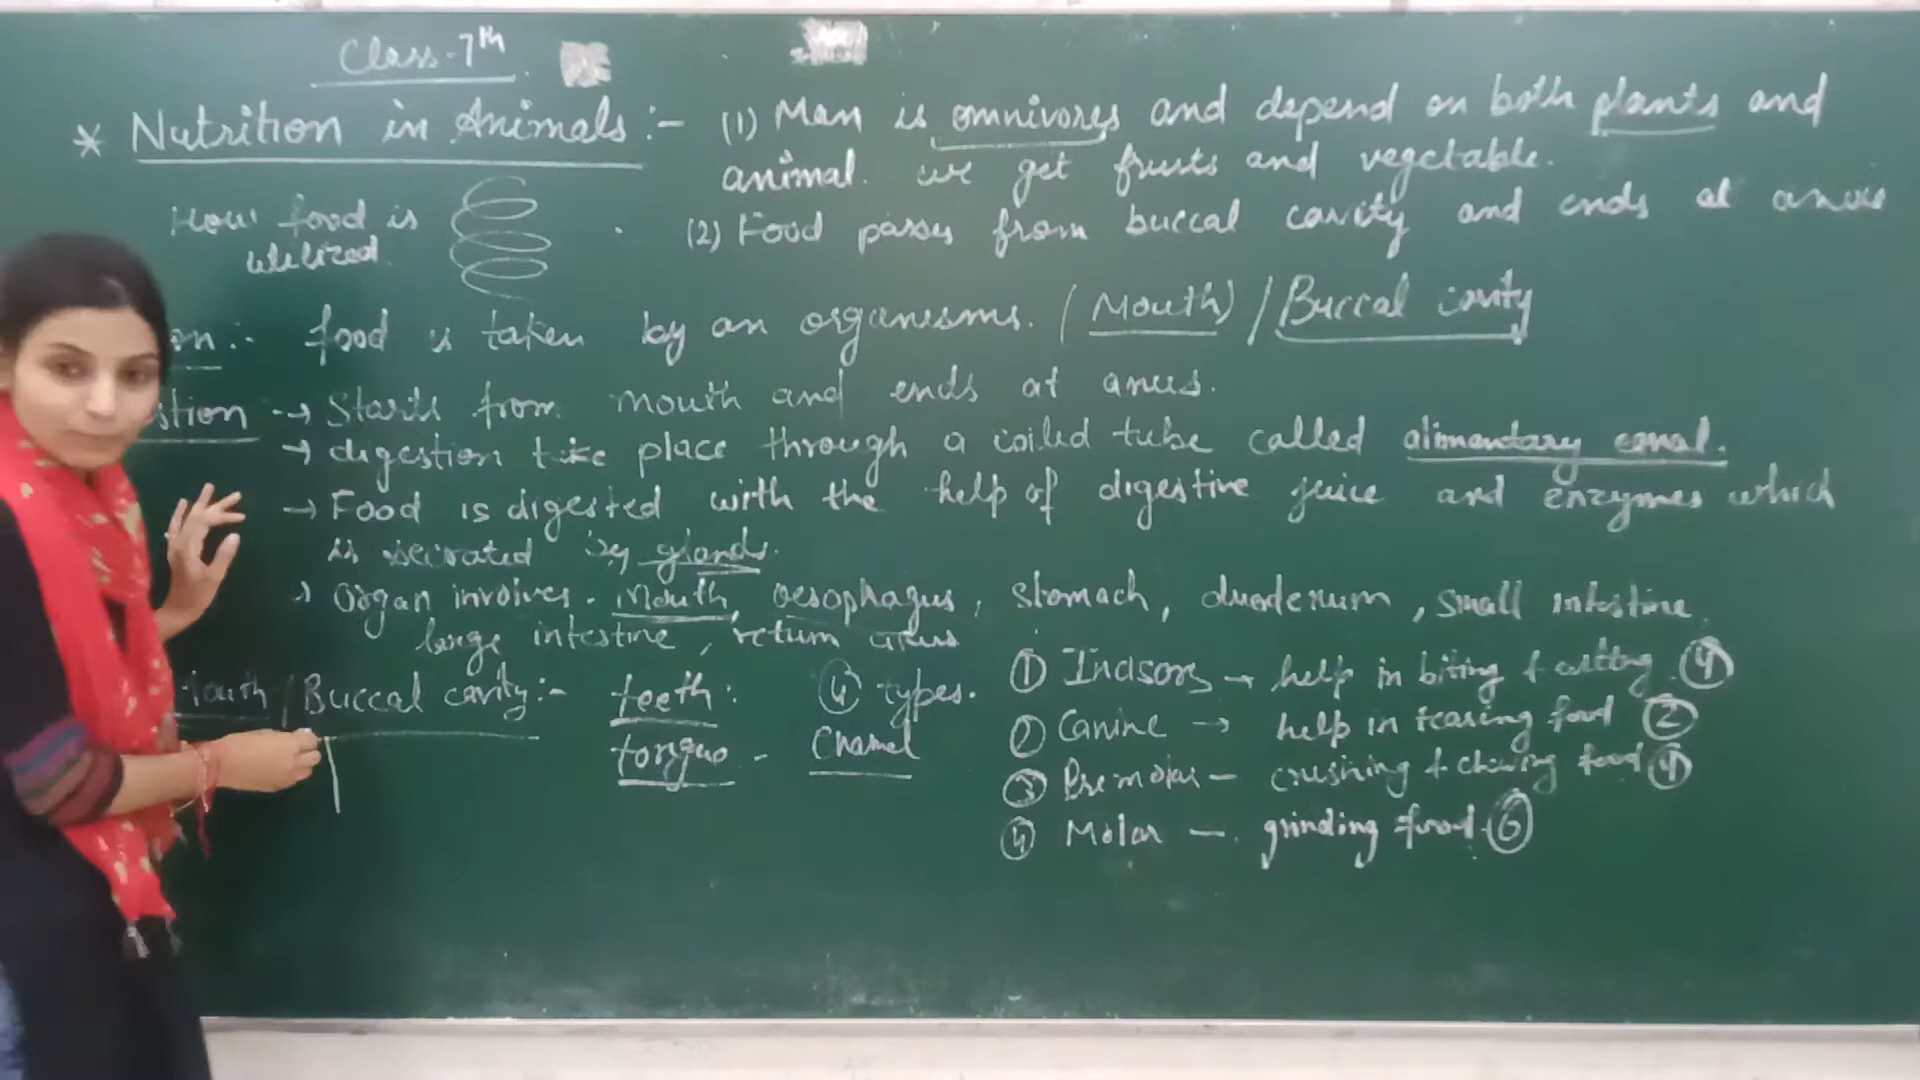 Class-7th
* Nutrition in Animals :-
(1) Man is omnivores and depend on both plants and
animal. we get fruits and vegetable.
How food is
utilized.
(2) Food passes from buccal cavity and ends at anus
on :- food is taken by an organisms. (Mouth) / Buccal cavity
stion --> Starts from mouth and ends at anus.
-> digestion take place through a coiled tube called alimentary canal.
-> Food is digested with the help of digestive juice and enzymes which
is secrated by glands.
-> Organ involves - Mouth, oesophagus, stomach, duodenum, small intestine
large intestine, rectum anus
Mouth / Buccal cavity :- teeth : 4 types.
tongue - Chamel
① Incisors -> help in biting & cutting ④
② Canine -> help in tearing food ②
③ Premolar - crushing & chewing food ④
④ Molar - grinding food ⑥